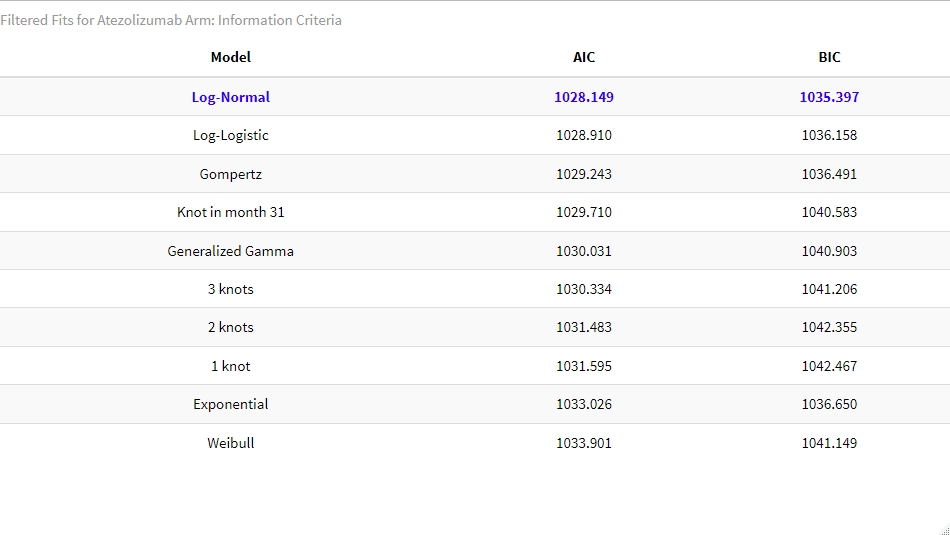 Filtered Fits for Atezolizumab Arm: Information Criteria
Model AIC BIC
Log-Normal 1028.149 1035.397
Log-Logistic 1028.910 1036.158
Gompertz 1029.243 1036.491
Knot in month 31 1029.710 1040.583
Generalized Gamma 1030.031 1040.903
3 knots 1030.334 1041.206
2 knots 1031.483 1042.355
1 knot 1031.595 1042.467
Exponential 1033.026 1036.650
Weibull 1033.901 1041.149